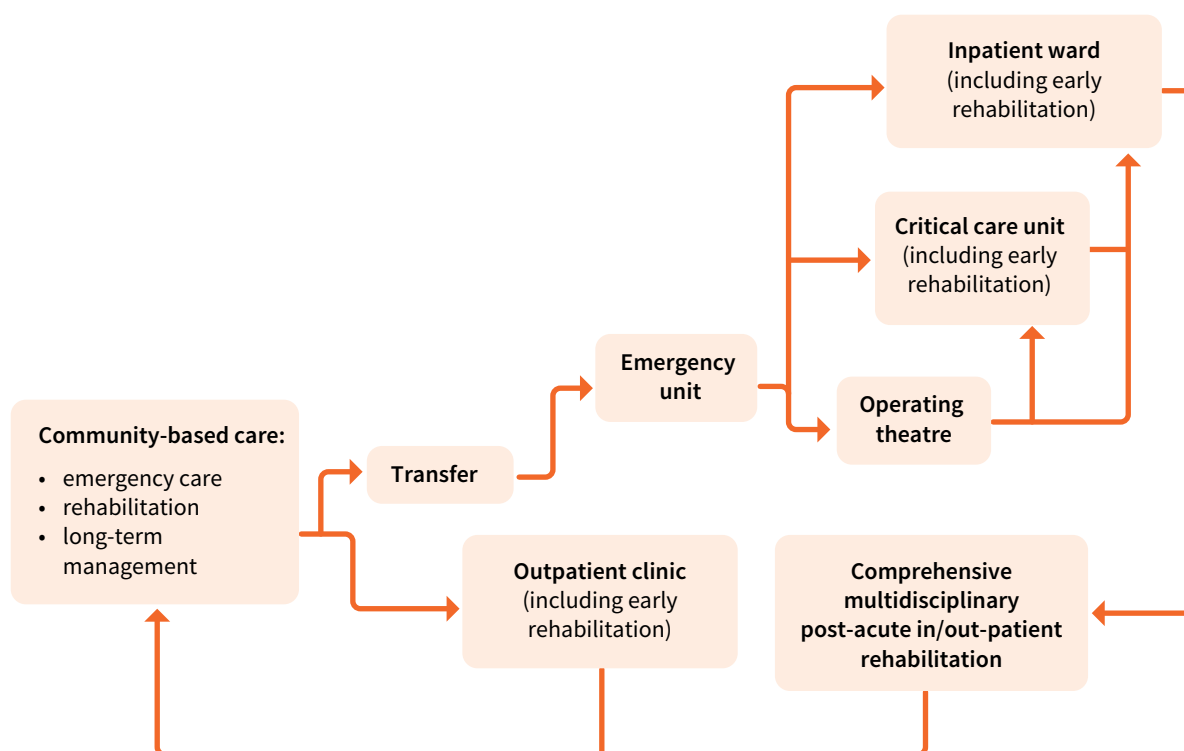 Inpatient ward
(including early
rehabilitation)
Critical care unit
(including early
rehabilitation)
Emergency
unit
Operating
theatre
Community-based care:
• emergency care
• rehabilitation
• long-term
management
Transfer
Outpatient clinic
(including early
rehabilitation)
Comprehensive
multidisciplinary
post-acute in/out-patient
rehabilitation